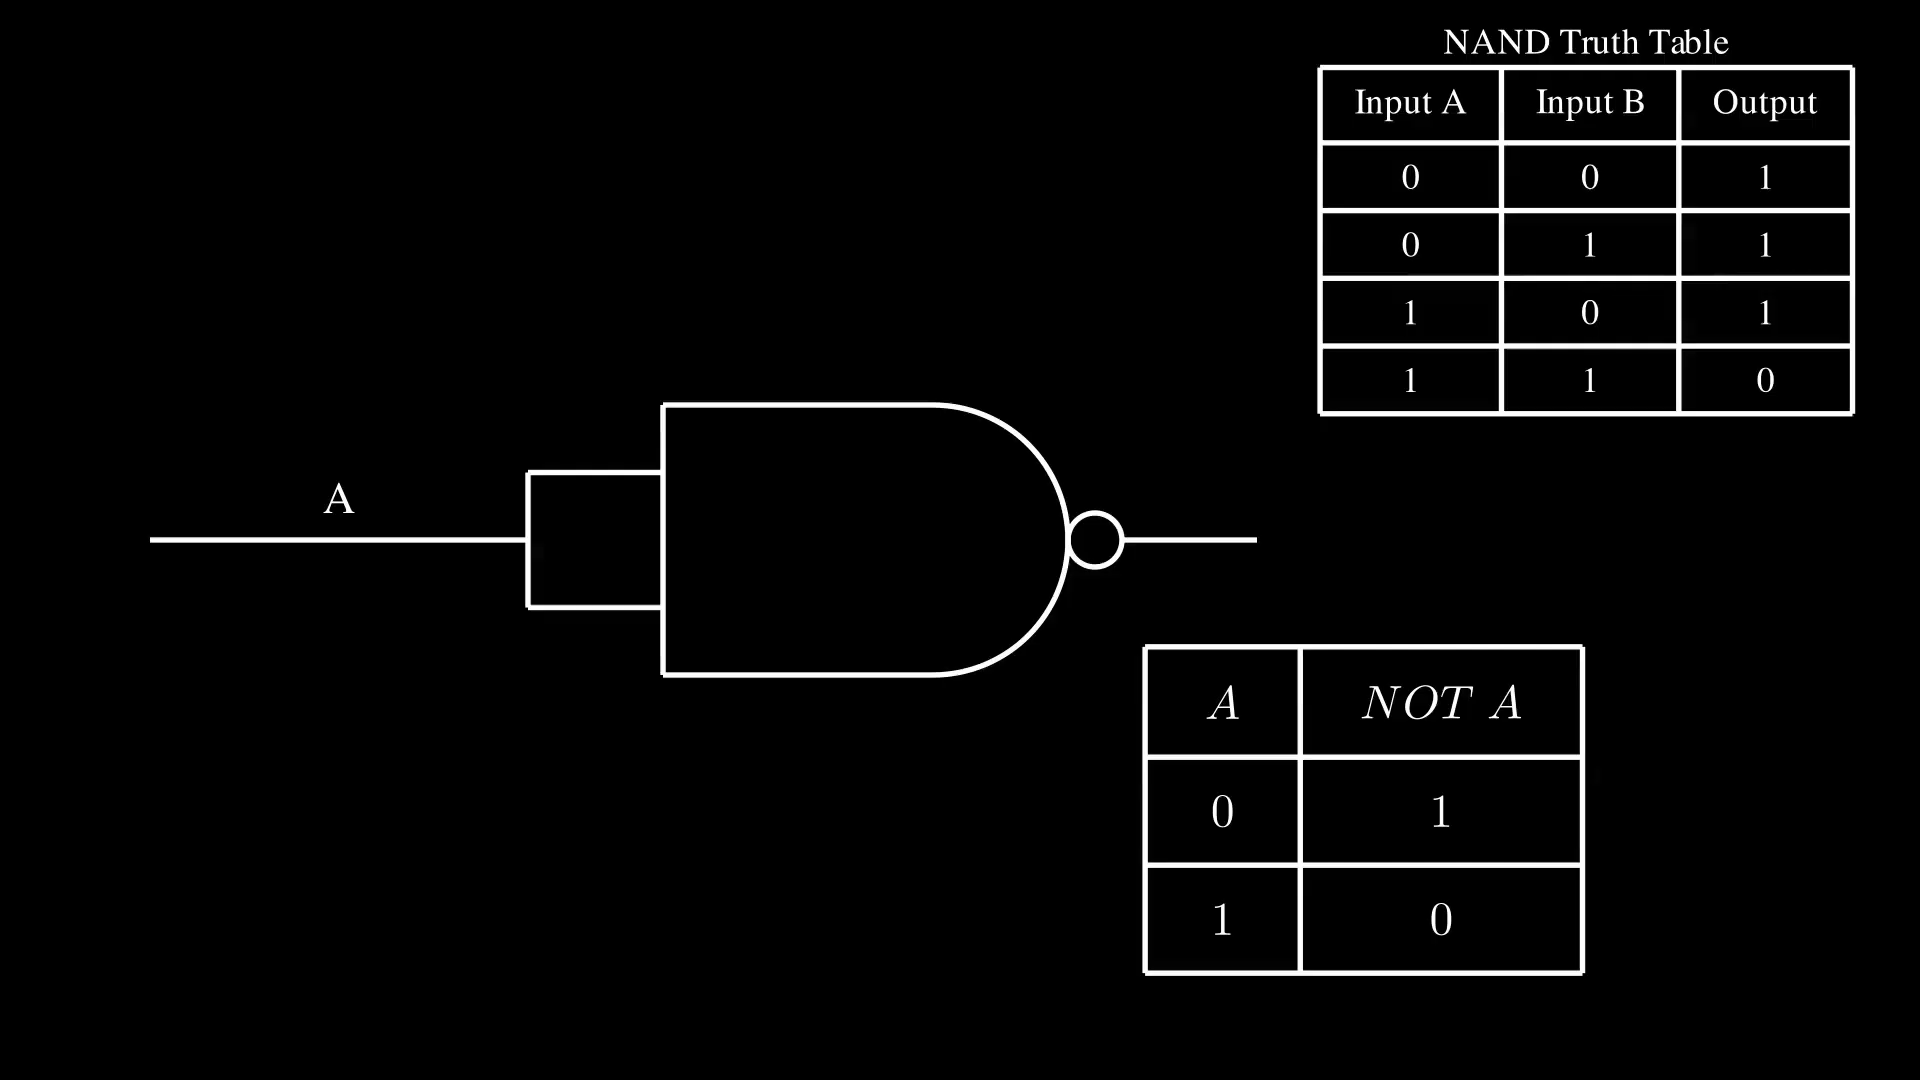 NAND Truth Table
Input A Input B Output
0 0 1
0 1 1
1 0 1
1 1 0
A
A NOT A
0 1
1 0